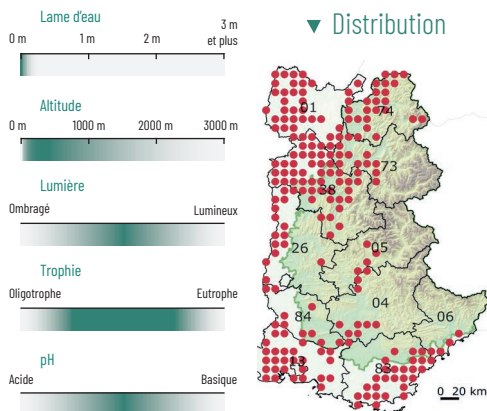 Lame d'eau
0 m 1 m 2 m 3 m
et plus
Altitude
0 m 1000 m 2000 m 3000 m
Lumière
Ombragé Lumineux
Trophie
Oligotrophe Eutrophe
pH
Acide Basique
▼ Distribution
01
74
73
38
26
05
04
84
06
13
83
0 20 km